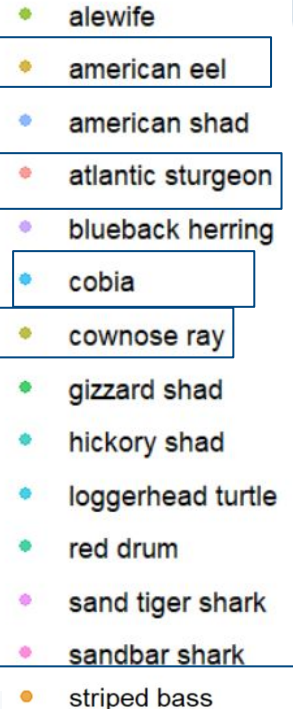 alewife
american eel
american shad
atlantic sturgeon
blueback herring
cobia
cownose ray
gizzard shad
hickory shad
loggerhead turtle
red drum
sand tiger shark
sandbar shark
striped bass